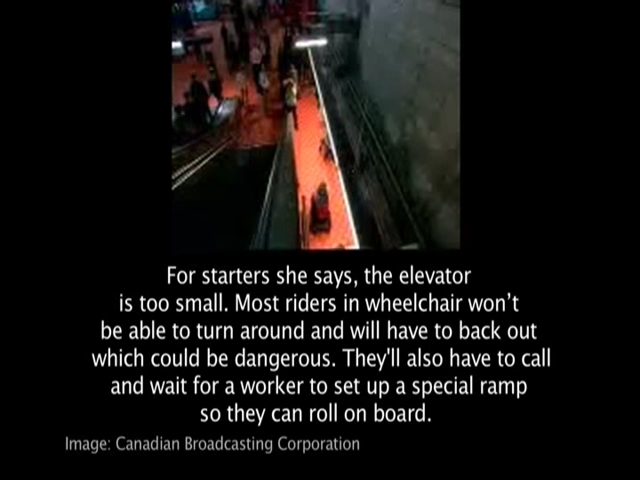 For starters she says, the elevator
is too small. Most riders in wheelchair won't
be able to turn around and will have to back out
which could be dangerous. They'll also have to call
and wait for a worker to set up a special ramp
so they can roll on board.
Image: Canadian Broadcasting Corporation